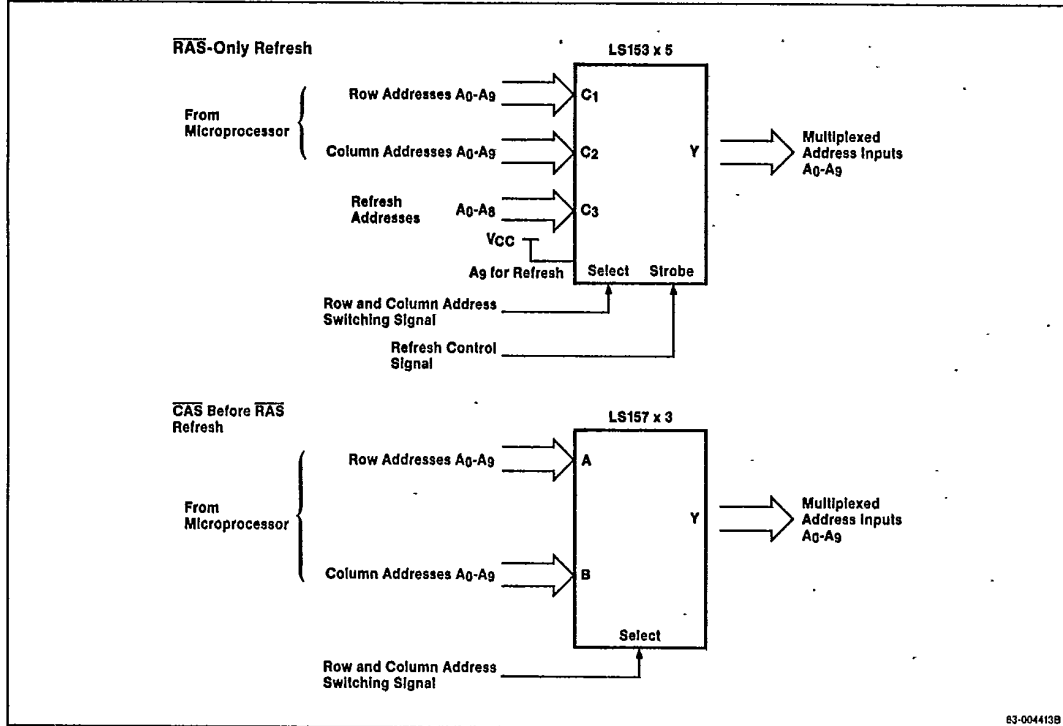 R̅A̅S̅-Only Refresh
LS153 x 5
From
Microprocessor
Row Addresses A₀-A₉
C₁
Column Addresses A₀-A₉
C₂
Refresh
Addresses
A₀-A₈
C₃
Y
Multiplexed
Address Inputs
A₀-A₉
VCC
A₉ for Refresh
Select
Strobe
Row and Column Address
Switching Signal
Refresh Control
Signal
C̅A̅S̅ Before R̅A̅S̅
Refresh
LS157 x 3
From
Microprocessor
Row Addresses A₀-A₉
A
Column Addresses A₀-A₉
B
Y
Multiplexed
Address Inputs
A₀-A₉
Select
Row and Column Address
Switching Signal
83-004413B